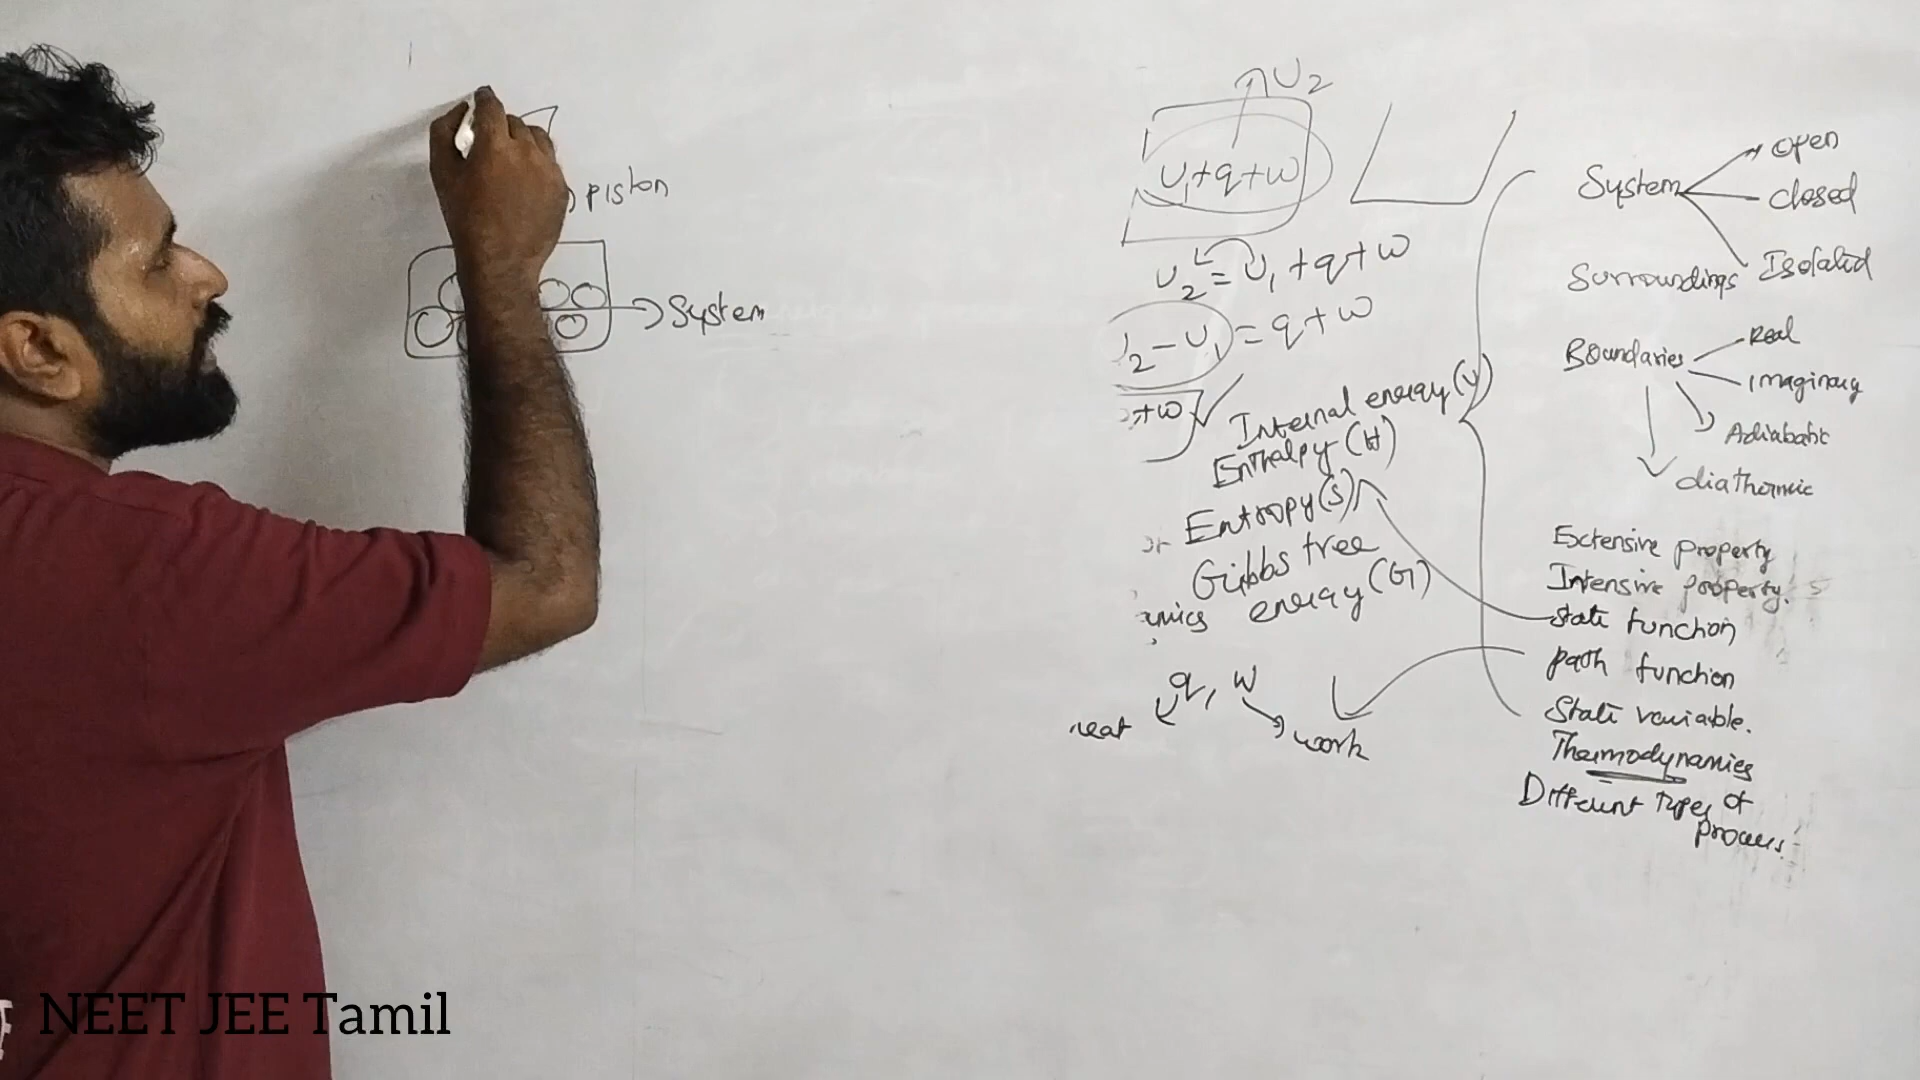 piston
System
U2
U1+q+w
U2 = U1 + q + w
U2 - U1 = q + w
+w
Internal energy (U)
Enthalpy (H)
Entropy (S)
Gibbs free
energy (G)
q, w
work
System
Open
Closed
Isolated
Surroundings
Boundaries
Real
Imaginary
Adiabatic
diathermic
Extensive property
Intensive property.
State function
path function
State variable.
Thermodynamics
Different Types of
process.
NEET JEE Tamil